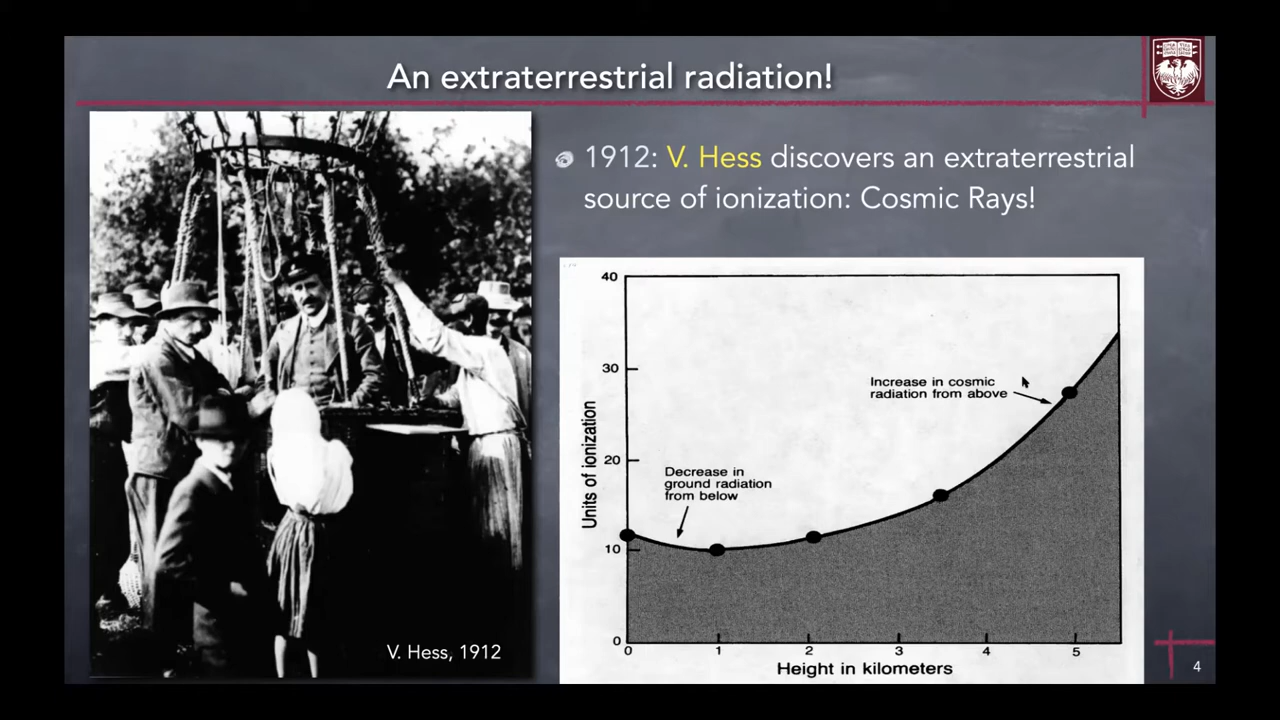 An extraterrestrial radiation!
1912: V. Hess discovers an extraterrestrial
source of ionization: Cosmic Rays!
V. Hess, 1912
40
30
20
10
0
Units of ionization
Increase in cosmic
radiation from above
Decrease in
ground radiation
from below
0 1 2 3 4 5
Height in kilometers
4